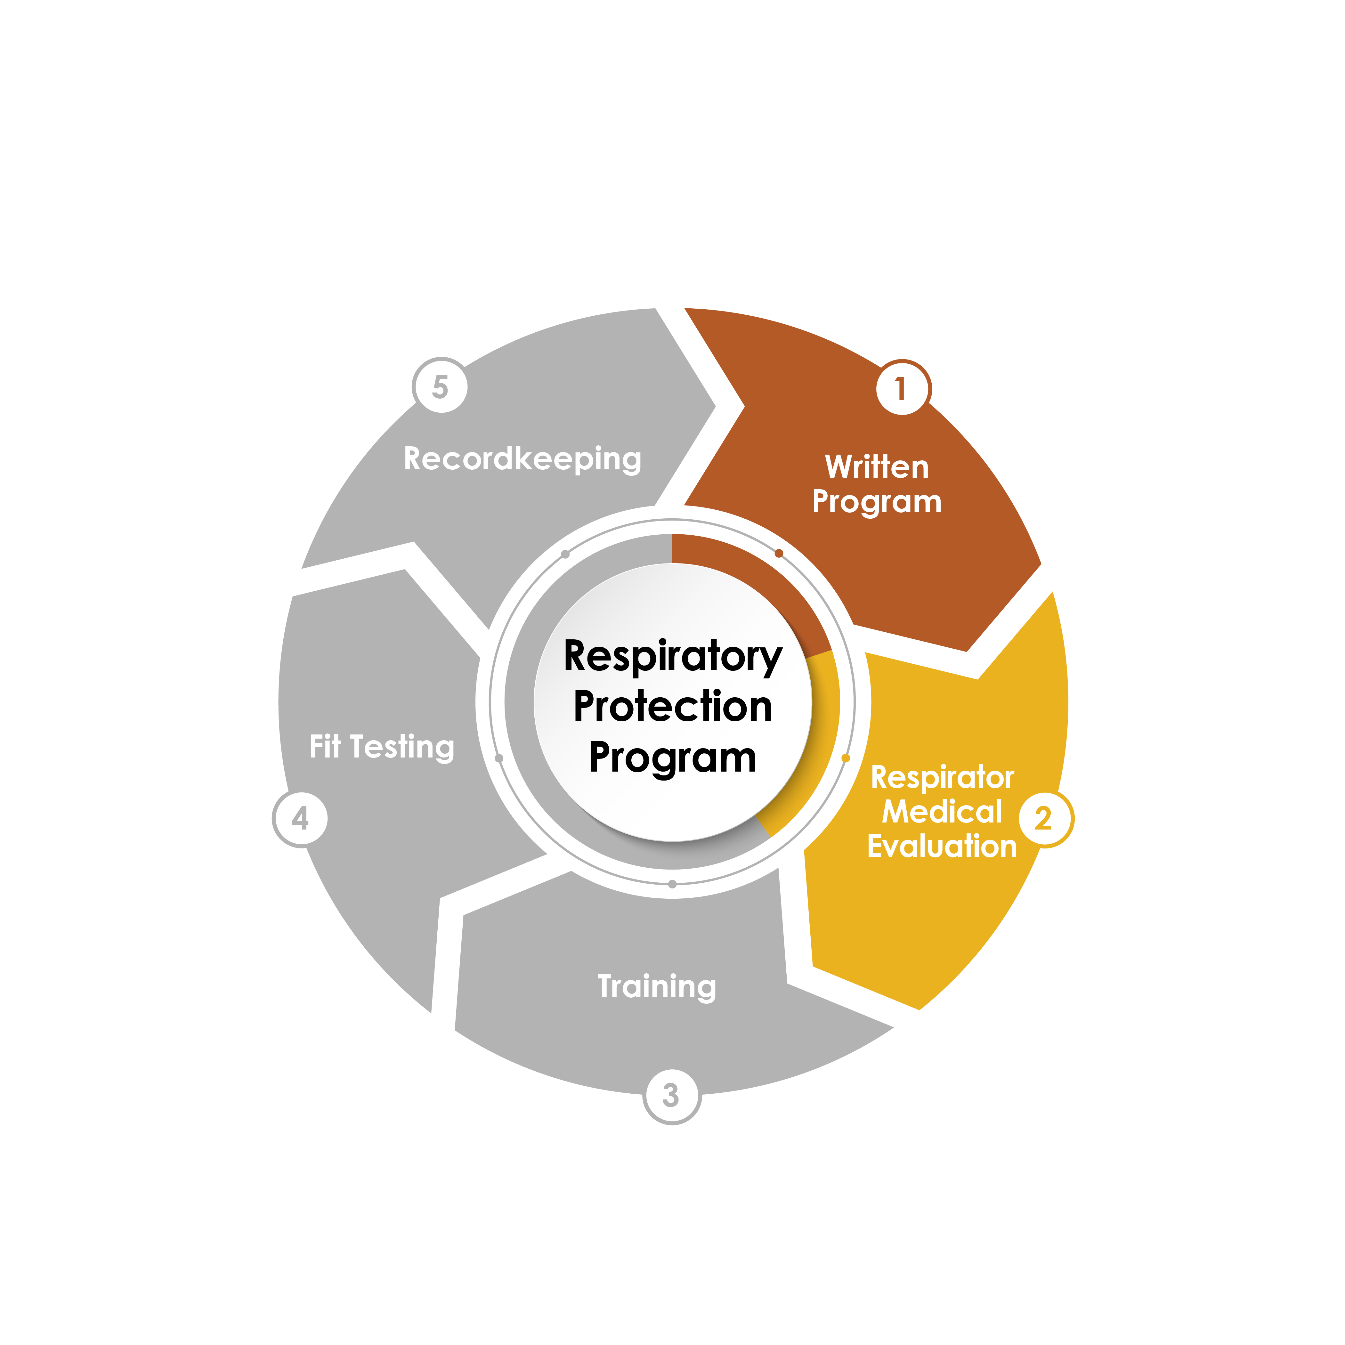 Respiratory
Protection
Program
1
Written
Program
2
Respirator
Medical
Evaluation
3
Training
4
Fit Testing
5
Recordkeeping